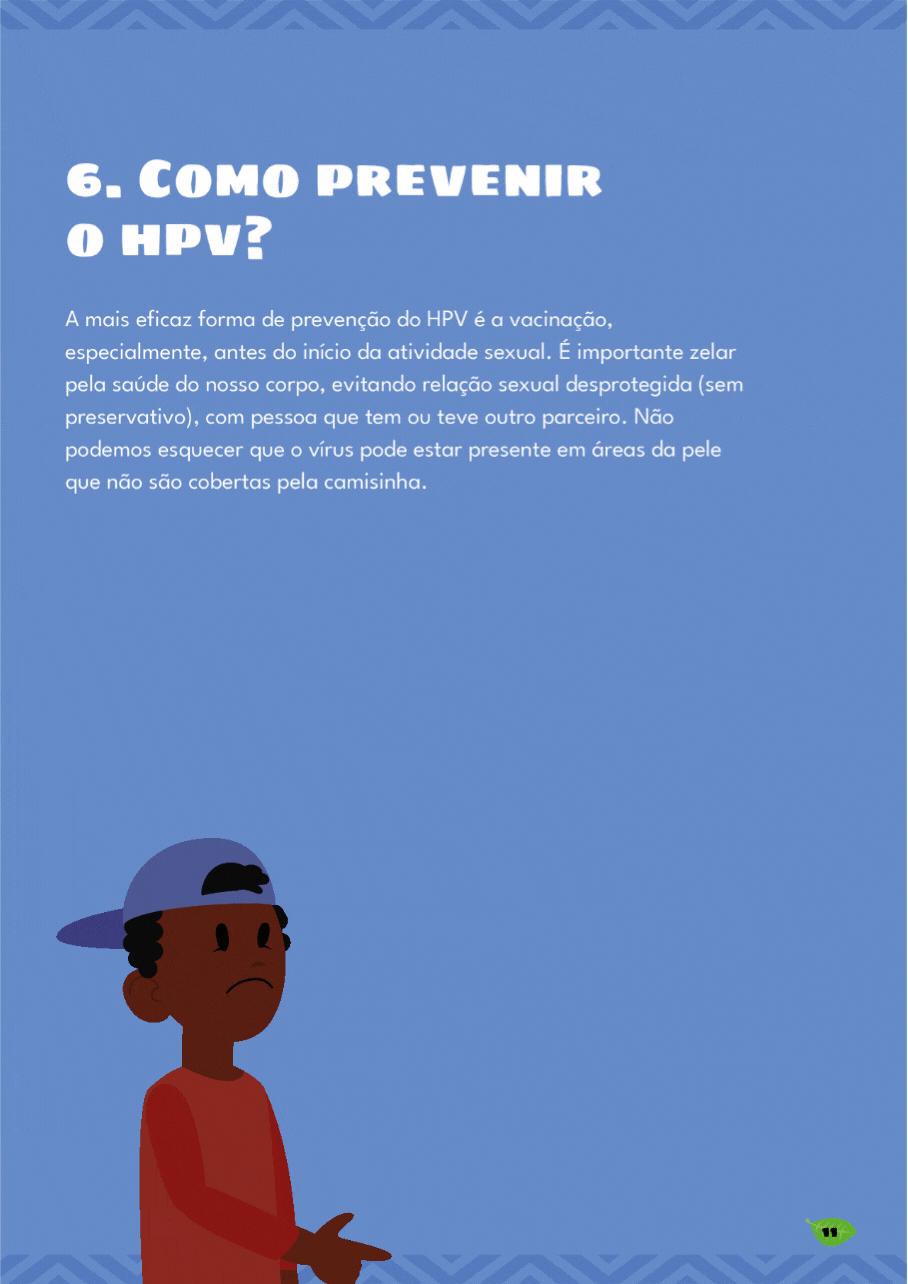 6. Como prevenir
o HPV?
A mais eficaz forma de prevenção do HPV é a vacinação,
especialmente, antes do início da atividade sexual. É importante zelar
pela saúde do nosso corpo, evitando relação sexual desprotegida (sem
preservativo), com pessoa que tem ou teve outro parceiro. Não
podemos esquecer que o vírus pode estar presente em áreas da pele
que não são cobertas pela camisinha.
11